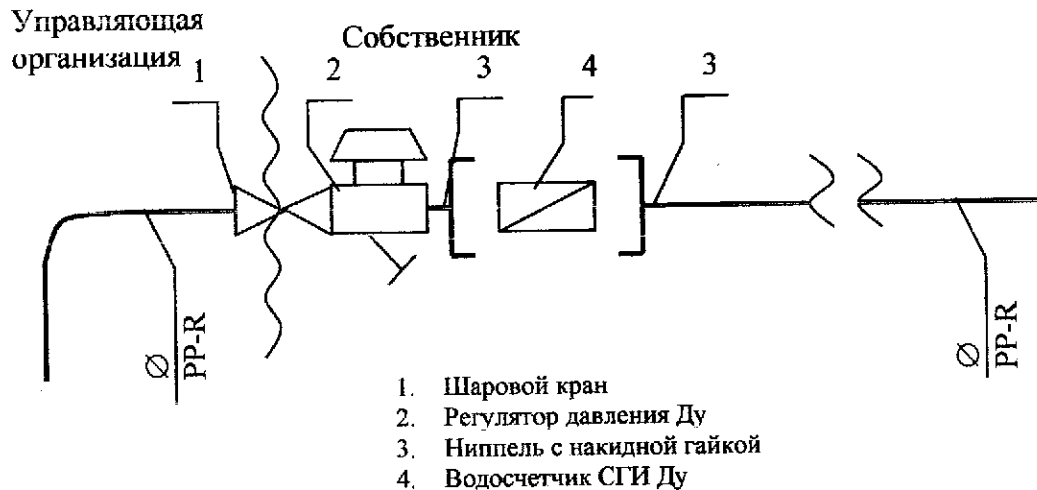 Управляющая
организация
Собственник
1
2
3
4
3
∅
PP-R
∅
PP-R
1. Шаровой кран
2. Регулятор давления Ду
3. Ниппель с накидной гайкой
4. Водосчетчик СГИ Ду